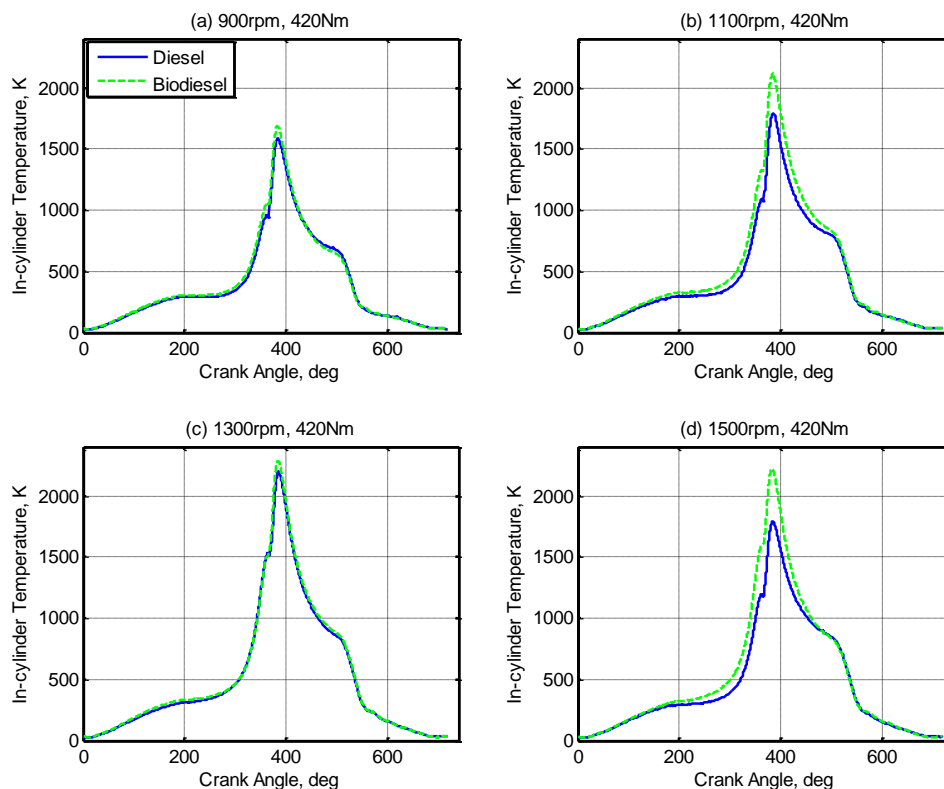 (a) 900rpm, 420Nm
Diesel
Biodiesel
In-cylinder Temperature, K
2000
1500
1000
500
0
0 200 400 600
Crank Angle, deg
(b) 1100rpm, 420Nm
In-cylinder Temperature, K
2000
1500
1000
500
0
0 200 400 600
Crank Angle, deg
(c) 1300rpm, 420Nm
In-cylinder Temperature, K
2000
1500
1000
500
0
0 200 400 600
Crank Angle, deg
(d) 1500rpm, 420Nm
In-cylinder Temperature, K
2000
1500
1000
500
0
0 200 400 600
Crank Angle, deg